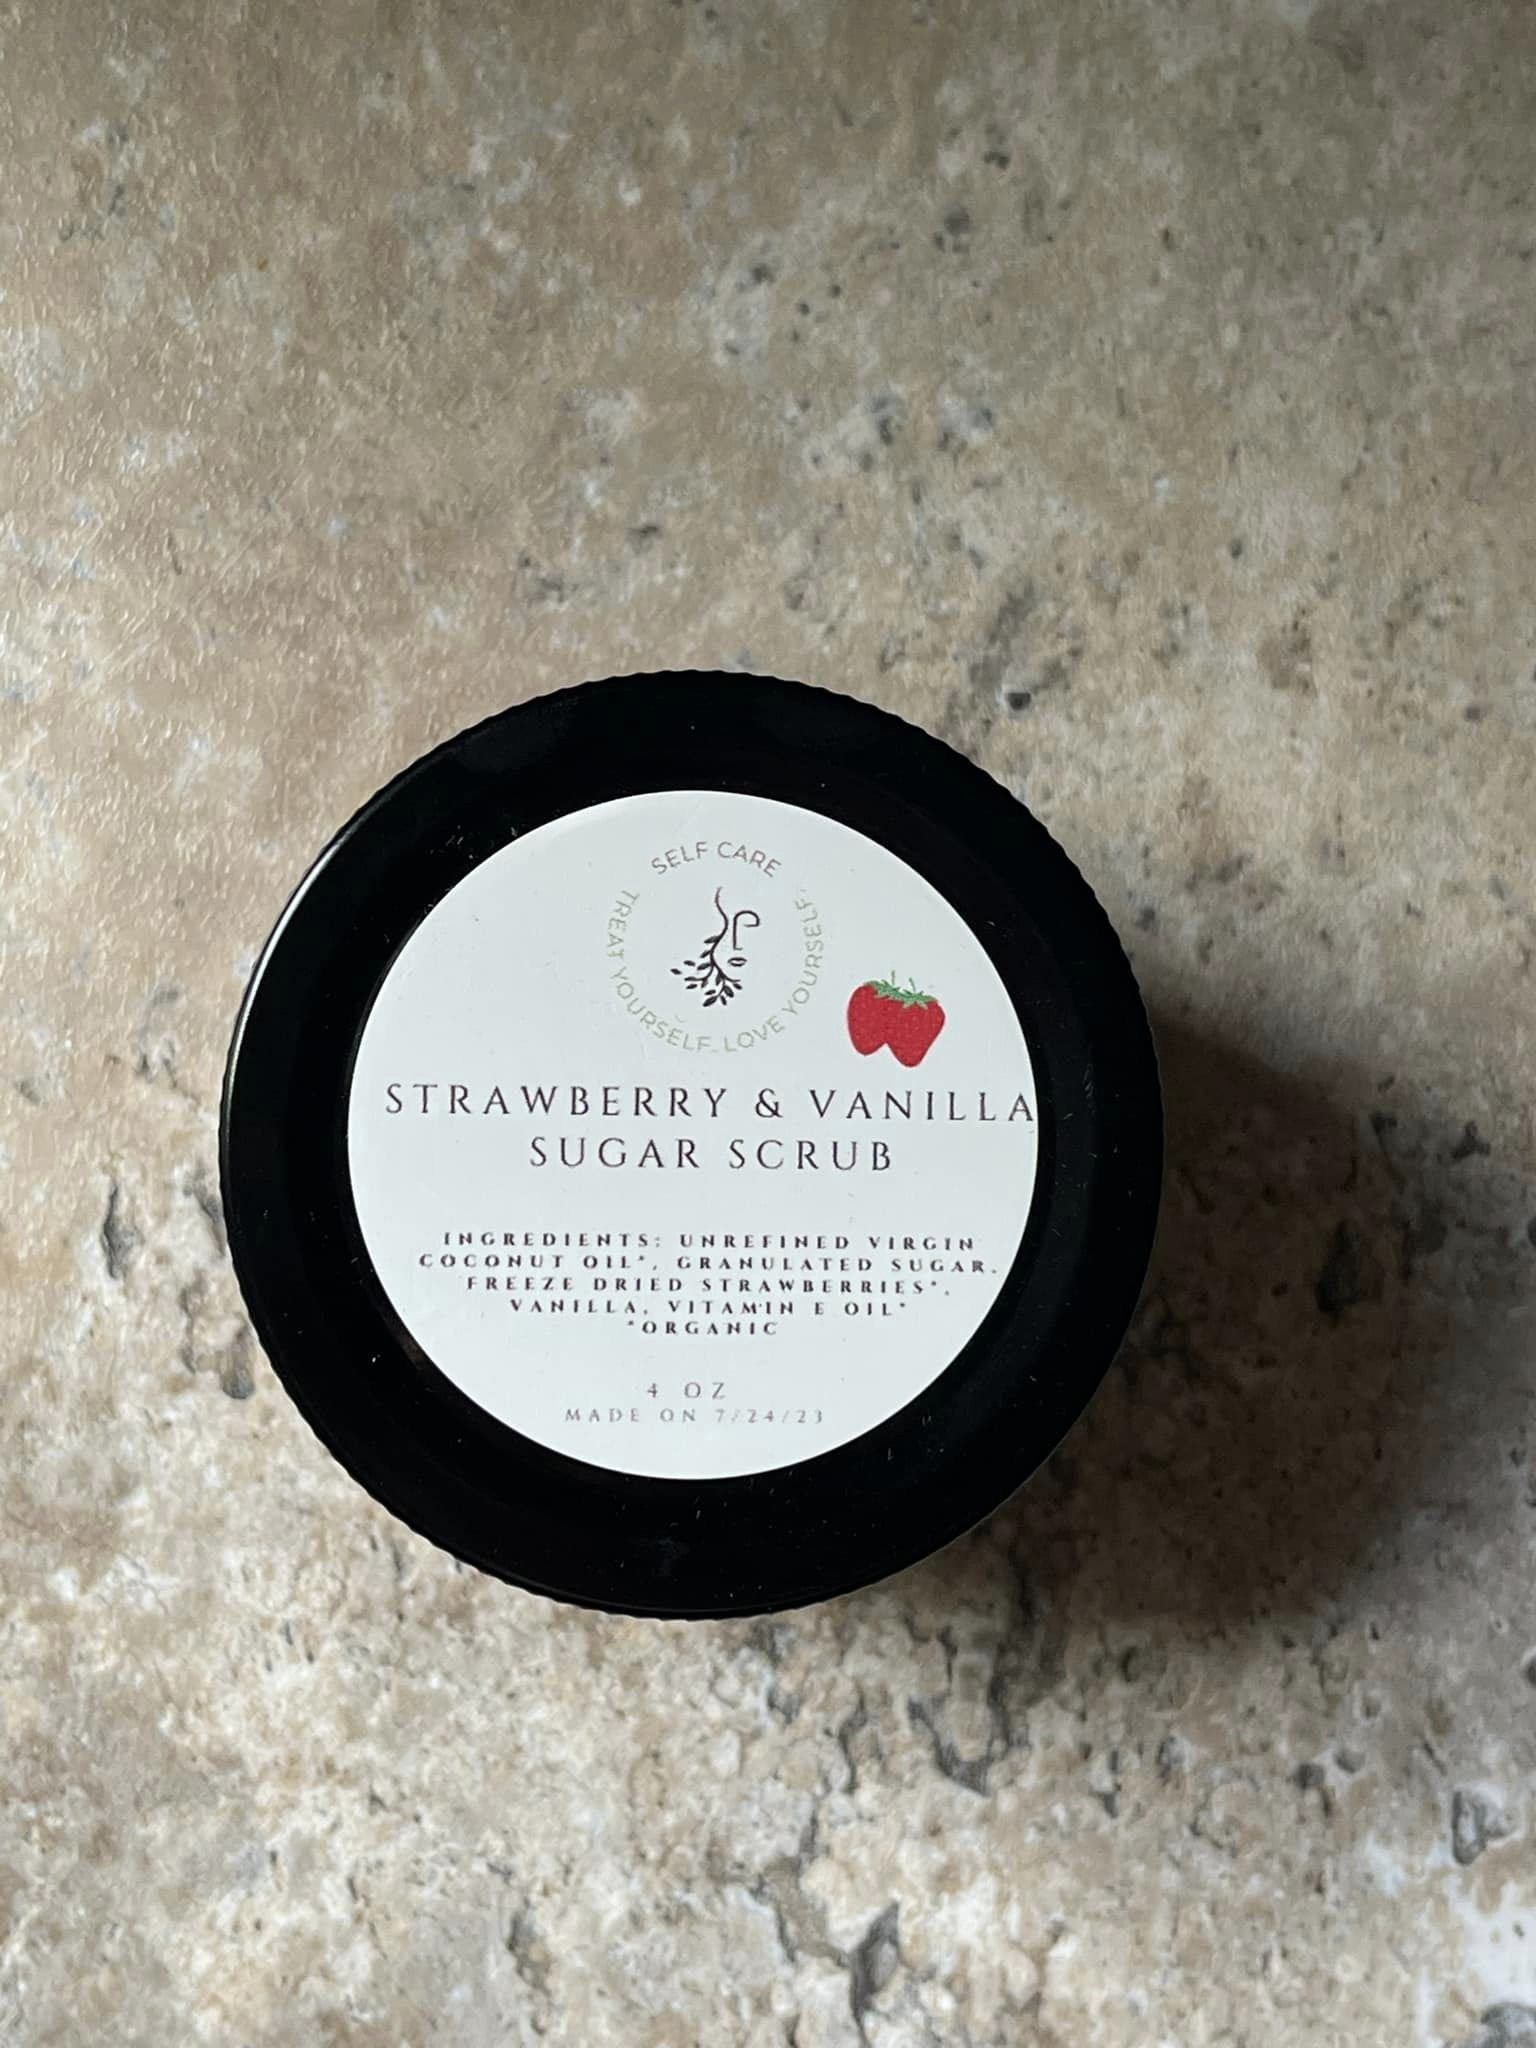 SELF CARE
TREAT YOURSELF. LOVE YOURSELF.
STRAWBERRY & VANILLA
SUGAR SCRUB
INGREDIENTS: UNREFINED VIRGIN
COCONUT OIL*, GRANULATED SUGAR,
FREEZE DRIED STRAWBERRIES*,
VANILLA, VITAMIN E OIL*
*ORGANIC
4 OZ
MADE ON 7/24/23